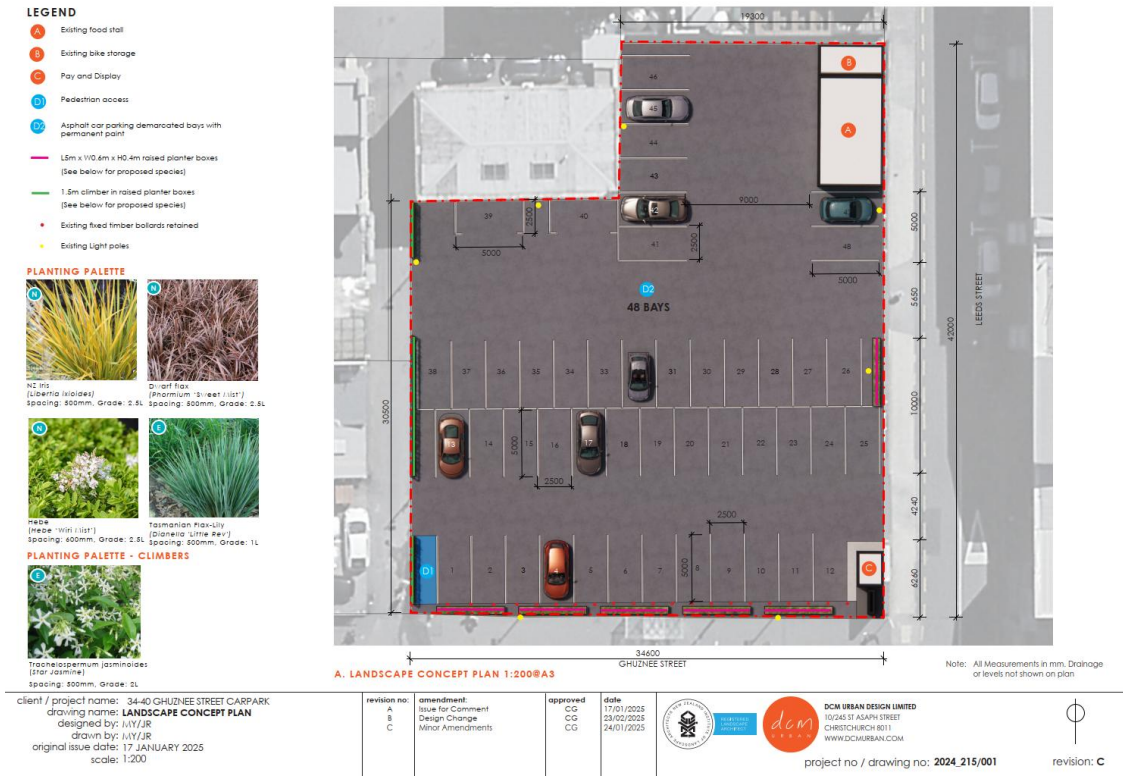 LEGEND
A Existing food stall
B Existing bike storage
C Pay and Display
D1 Pedestrian access
D2 Asphalt car parking demarcated bays with
permanent paint
L5m x W0.6m x H0.4m raised planter boxes
(See below for proposed species)
1.5m climber in raised planter boxes
(See below for proposed species)
Existing fixed timber bollards retained
Existing Light poles
PLANTING PALETTE
N
N
NZ Iris
(Libertia ixioides)
Spacing: 500mm, Grade: 2.5L
Dwarf flax
(Phormium 'Sweet Mist')
Spacing: 500mm, Grade: 2.5L
N
E
Hebe
(Hebe 'Wiri Mist')
Spacing: 600mm, Grade: 2.5L
Tasmanian Flax-Lily
(Dianella 'Little Rev')
Spacing: 500mm, Grade: 1L
PLANTING PALETTE - CLIMBERS
E
Trachelospermum jasminoides
(Star Jasmine)
Spacing: 500mm, Grade: 2L
19300
46
B
45
A
44
43
42
9000
39
2500
40
5000
41
2500
48
5000
5000
D2
48 BAYS
5650
LEEDS STREET
42000
38 37 36 35 34 33 31 30 29 28 27 26
10000
30500
13 14 15 16 17 18 19 20 21 22 23 24 25
5000
2500
4240
2500
D1 1 2 3 4 5 6 7 5000 8 9 10 11 12 C
6260
34600
GHUZNEE STREET
A. LANDSCAPE CONCEPT PLAN 1:200@A3
Note: All Measurements in mm. Drainage
or levels not shown on plan
client / project name: 34-40 GHUZNEE STREET CARPARK
drawing name: LANDSCAPE CONCEPT PLAN
designed by: MY/JR
drawn by: MY/JR
original issue date: 17 JANUARY 2025
scale: 1:200
revision no: amendment: approved date
A Issue for Comment CG 17/01/2025
B Design Change CG 23/02/2025
C Minor Amendments CG 24/01/2025
REGISTERED
LANDSCAPE
ARCHITECT
dcm
URBAN
DCM URBAN DESIGN LIMITED
10/245 ST ASAPH STREET
CHRISTCHURCH 8011
WWW.DCMURBAN.COM
project no / drawing no: 2024_215/001
revision: C